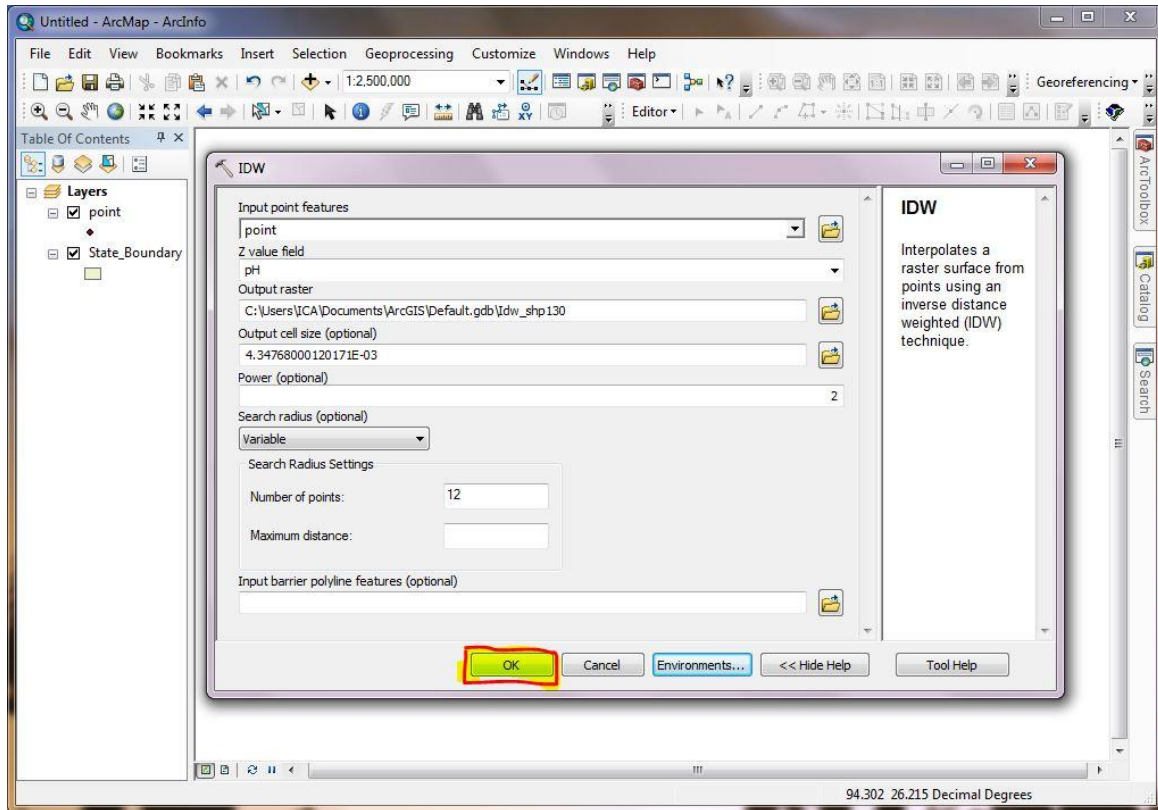 Untitled - ArcMap - ArcInfo
File Edit View Bookmarks Insert Selection Geoprocessing Customize Windows Help
1:2,500,000
Georeferencing
Editor
Table Of Contents
Layers
point
State_Boundary
IDW
Input point features
point
Z value field
pH
Output raster
C:\Users\ICA\Documents\ArcGIS\Default.gdb\Idw_shp130
Output cell size (optional)
4.34768000120171E-03
Power (optional)
2
Search radius (optional)
Variable
Search Radius Settings
Number of points: 12
Maximum distance:
Input barrier polyline features (optional)
OK Cancel Environments... << Hide Help Tool Help
IDW
Interpolates a
raster surface from
points using an
inverse distance
weighted (IDW)
technique.
ArcToolbox
Catalog
Search
94.302 26.215 Decimal Degrees